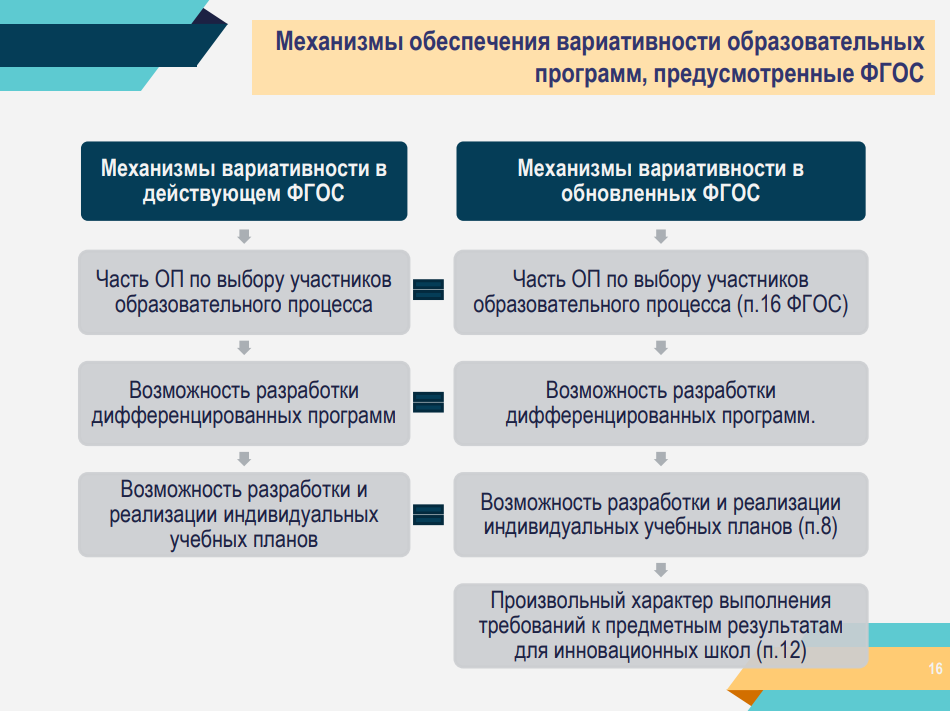 Механизмы обеспечения вариативности образовательных
программ, предусмотренные ФГОС
Механизмы вариативности в
действующем ФГОС
Часть ОП по выбору участников
образовательного процесса
Возможность разработки
дифференцированных программ
Возможность разработки и
реализации индивидуальных
учебных планов
Механизмы вариативности в
обновленных ФГОС
Часть ОП по выбору участников
образовательного процесса (п.16 ФГОС)
Возможность разработки
дифференцированных программ.
Возможность разработки и реализации
индивидуальных учебных планов (п.8)
Произвольный характер выполнения
требований к предметным результатам
для инновационных школ (п.12)
16